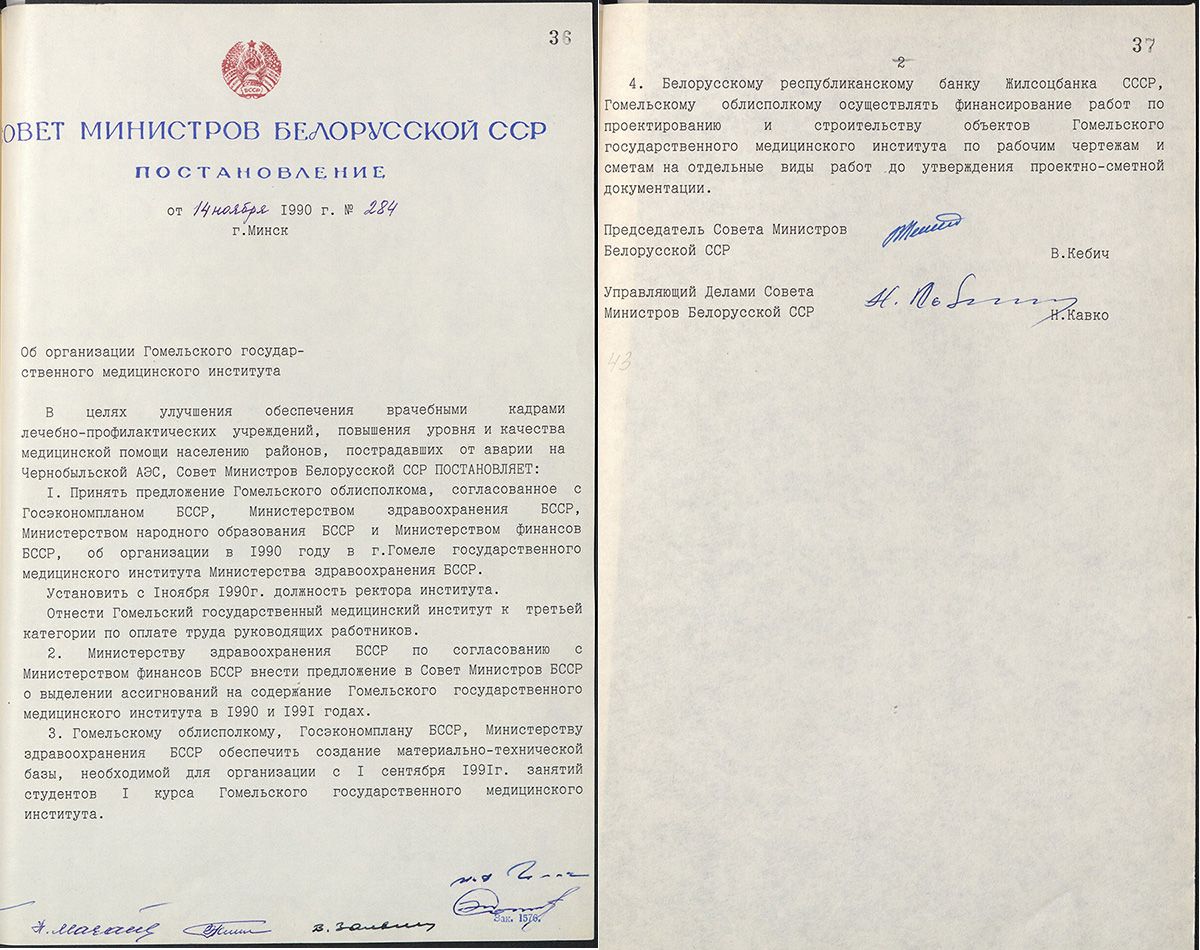 36
БССР
СОВЕТ МИНИСТРОВ БЕЛОРУССКОЙ ССР
ПОСТАНОВЛЕНИЕ
от 14 ноября 1990 г. № 284
г.Минск
Об организации Гомельского государ-
ственного медицинского института
В целях улучшения обеспечения врачебными кадрами
лечебно-профилактических учреждений, повышения уровня и качества
медицинской помощи населению районов, пострадавших от аварии на
Чернобыльской АЭС, Совет Министров Белорусской ССР ПОСТАНОВЛЯЕТ:
I. Принять предложение Гомельского облисполкома, согласованное с
Госэкономпланом БССР, Министерством здравоохранения БССР,
Министерством народного образования БССР и Министерством финансов
БССР, об организации в I990 году в г.Гомеле государственного
медицинского института Министерства здравоохранения БССР.
Установить с Iноября I990г. должность ректора института.
Отнести Гомельский государственный медицинский институт к третьей
категории по оплате труда руководящих работников.
2. Министерству здравоохранения БССР по согласованию с
Министерством финансов БССР внести предложение в Совет Министров БССР
о выделении ассигнований на содержание Гомельского государственного
медицинского института в I990 и I99I годах.
3. Гомельскому облисполкому, Госэкономплану БССР, Министерству
здравоохранения БССР обеспечить создание материально-технической
базы, необходимой для организации с I сентября I99Iг. занятий
студентов I курса Гомельского государственного медицинского
института.
Зак. 1576.
37
2
4. Белорусскому республиканскому банку Жилсоцбанка СССР,
Гомельскому облисполкому осуществлять финансирование работ по
проектированию и строительству объектов Гомельского
государственного медицинского института по рабочим чертежам и
сметам на отдельные виды работ до утверждения проектно-сметной
документации.
Председатель Совета Министров
Белорусской ССР В.Кебич
Управляющий Делами Совета
Министров Белорусской ССР Н.Кавко
43